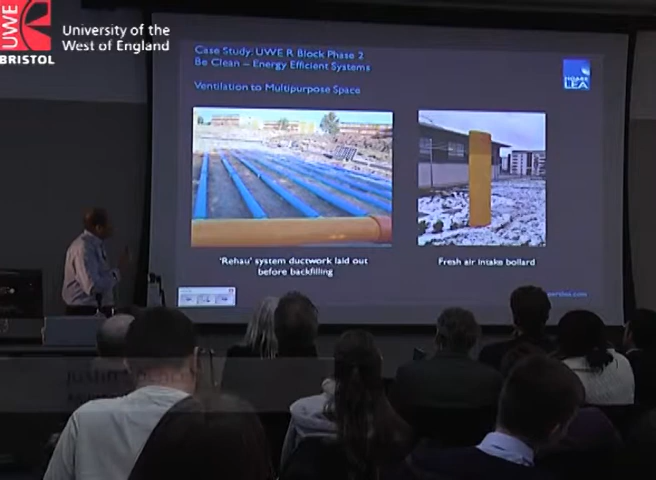 UWE
BRISTOL
University of the
West of England
Case Study: UWE R Block Phase 2
Be Clean – Energy Efficient Systems
Ventilation to Multipurpose Space
HOARE
LEA
'Rehau' system ductwork laid out
before backfilling
Fresh air intake bollard